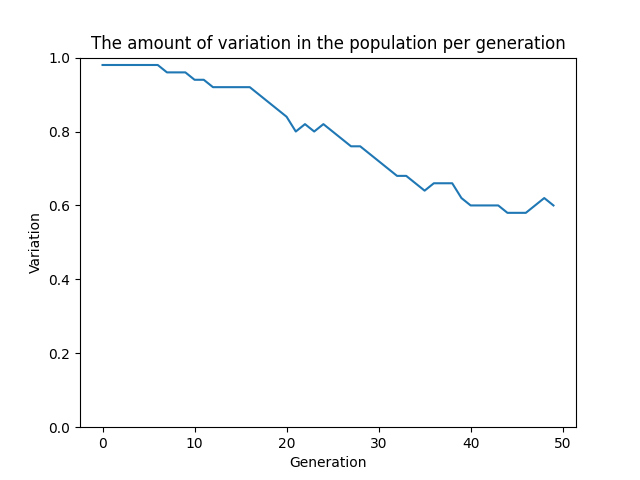 The amount of variation in the population per generation
1.0
0.8
0.6
0.4
0.2
0.0
Variation
0 10 20 30 40 50
Generation